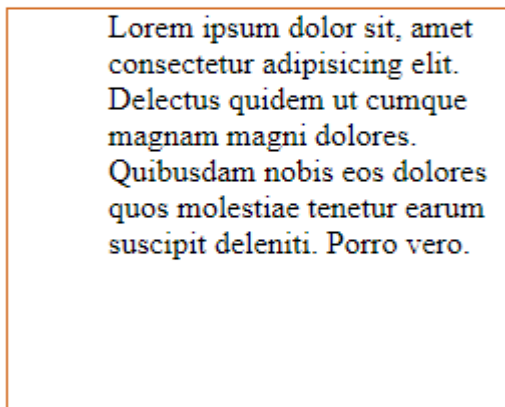 Lorem ipsum dolor sit, amet
consectetur adipisicing elit.
Delectus quidem ut cumque
magnam magni dolores.
Quibusdam nobis eos dolores
quos molestiae tenetur earum
suscipit deleniti. Porro vero.